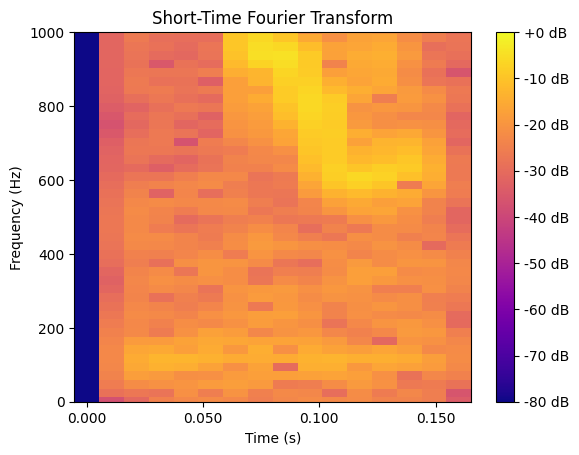 Short-Time Fourier Transform
Frequency (Hz)
1000
800
600
400
200
0
0.000
0.050
0.100
0.150
Time (s)
+0 dB
-10 dB
-20 dB
-30 dB
-40 dB
-50 dB
-60 dB
-70 dB
-80 dB